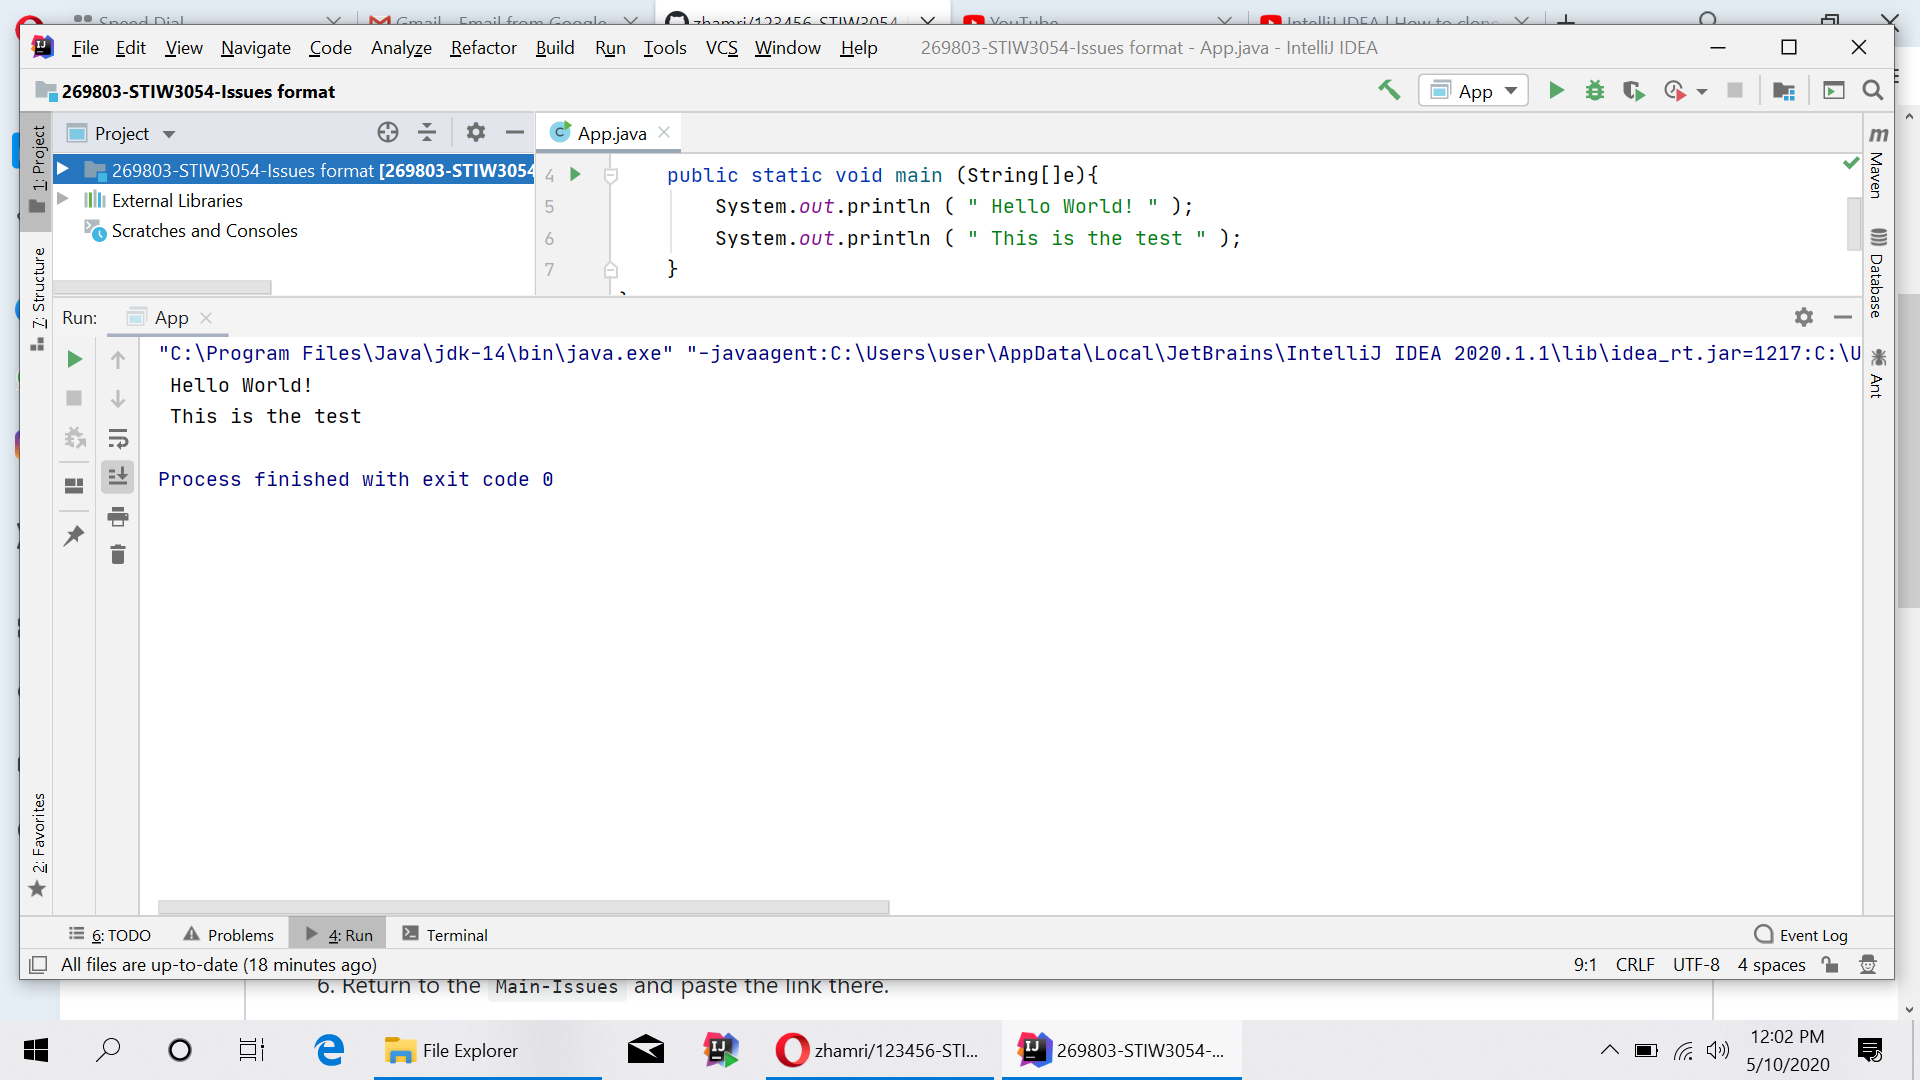 Speed Dial Gmail - Email from Google zhamri/123456-STIW3054 YouTube IntelliJ IDEA | How to clone
File Edit View Navigate Code Analyze Refactor Build Run Tools VCS Window Help 269803-STIW3054-Issues format - App.java - IntelliJ IDEA
269803-STIW3054-Issues format App
Project App.java
1: Project
7: Structure
2: Favorites
269803-STIW3054-Issues format [269803-STIW3054
External Libraries
Scratches and Consoles
4 public static void main (String[]e){
5 System.out.println ( " Hello World! " );
6 System.out.println ( " This is the test " );
7 }
Maven
Database
Ant
Run: App
"C:\Program Files\Java\jdk-14\bin\java.exe" "-javaagent:C:\Users\user\AppData\Local\JetBrains\IntelliJ IDEA 2020.1.1\lib\idea_rt.jar=1217:C:\U
Hello World!
This is the test
Process finished with exit code 0
6: TODO Problems 4: Run Terminal Event Log
All files are up-to-date (18 minutes ago) 9:1 CRLF UTF-8 4 spaces
6. Return to the Main-Issues and paste the link there.
File Explorer zhamri/123456-STI... 269803-STIW3054-... 12:02 PM
5/10/2020